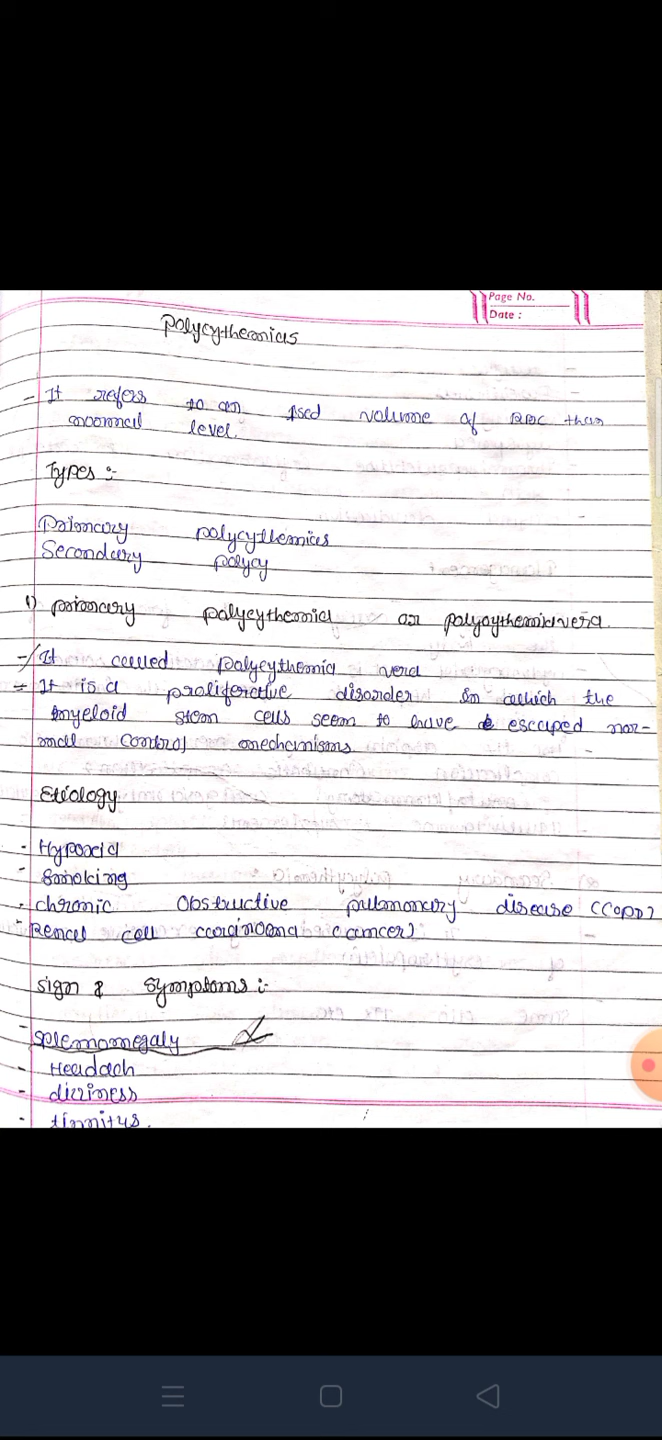 Page No.
Date :
Polycythemias
- It refers to an ↑sed volume of RBC than
normal level.
Types :-
Primary polycythemias
Secondary polycy
1) primary polycythemia or polycythemia vera.
- It called polycythemia vera
- It is a proliferative disorder in which the
myeloid stem cells seem to have escaped nor-
mal control mechanisms
Etiology
- Hypoxia
- Smoking
- chronic Obstructive pulmonary disease (COPD)
- Renal cell carcinoma (cancer)
Sign & Symptoms :-
- Splenomegaly
- Headach
- dizziness
- tinnitus.